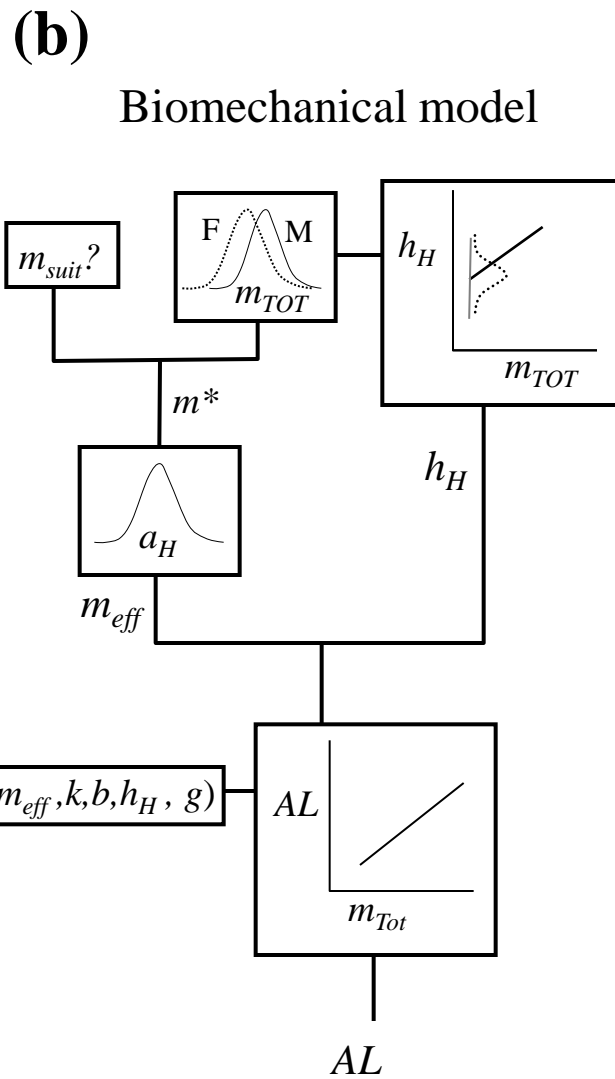 (b)
Biomechanical model
m_suit?
F M
m_TOT
h_H
m_TOT
m*
a_H
h_H
m_eff
m_eff,k,b,h_H, g)
AL
m_Tot
AL